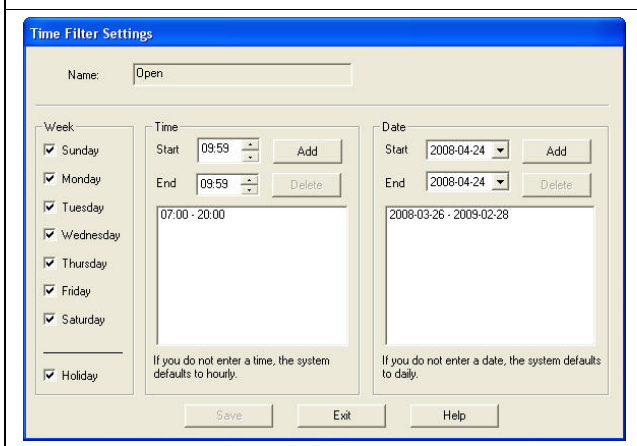 Time Filter Settings
Name: Open
Week
Sunday
Monday
Tuesday
Wednesday
Thursday
Friday
Saturday
Holiday
Time
Start 09:59 Add
End 09:59 Delete
07:00 - 20:00
If you do not enter a time, the system
defaults to hourly.
Date
Start 2008-04-24 Add
End 2008-04-24 Delete
2008-03-26 - 2009-02-28
If you do not enter a date, the system defaults
to daily.
Save Exit Help